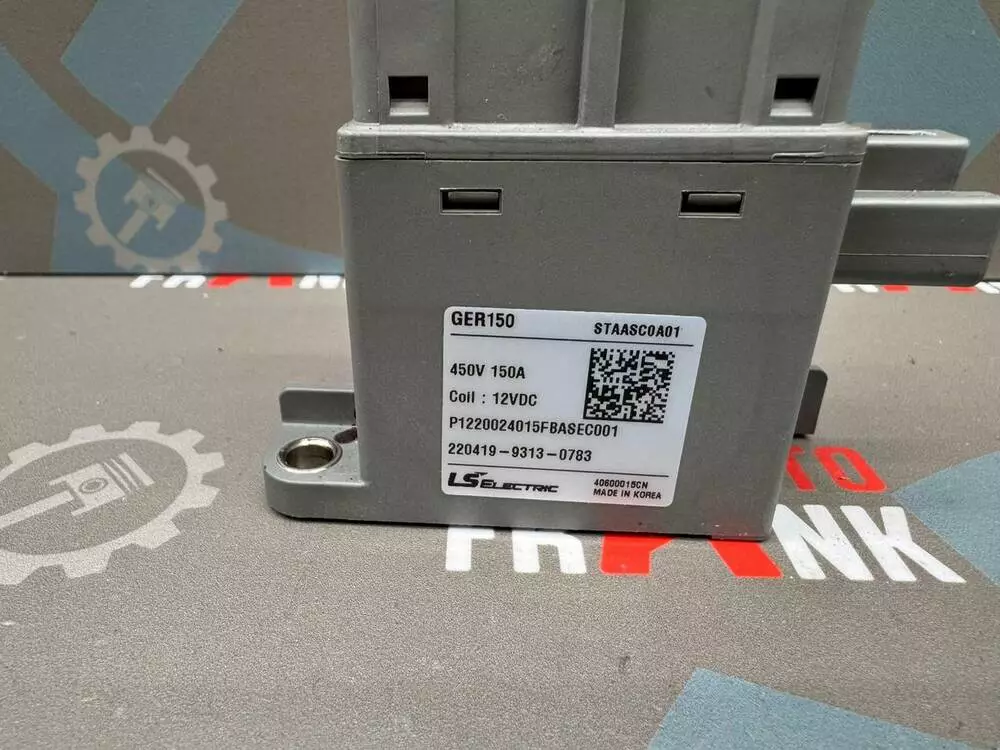 GER150 STAASC0A01
450V 150A
Coil : 12VDC
P1220024015FBASEC001
220419-9313-0783
LS ELECTRIC 40600015CN
MADE IN KOREA